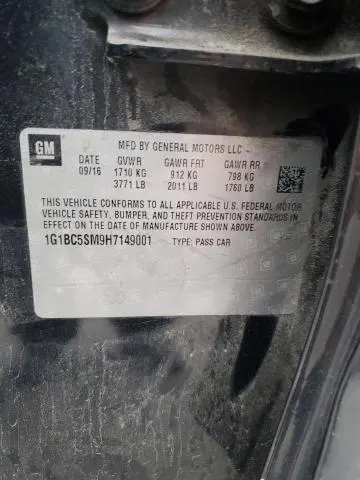 GM
MFD BY GENERAL MOTORS LLC
DATE GVWR GAWR FRT GAWR RR
09/16 1710 KG 912 KG 798 KG
3771 LB 2011 LB 1760 LB
THIS VEHICLE CONFORMS TO ALL APPLICABLE U.S. FEDERAL MOTOR
VEHICLE SAFETY, BUMPER, AND THEFT PREVENTION STANDARDS IN
EFFECT ON THE DATE OF MANUFACTURE SHOWN ABOVE.
1G1BC5SM9H7149001 TYPE: PASS CAR